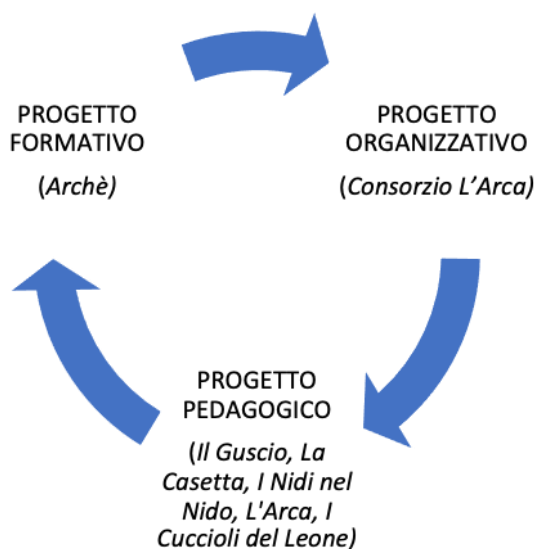 PROGETTO
FORMATIVO
(Archè)
PROGETTO
ORGANIZZATIVO
(Consorzio L’Arca)
PROGETTO
PEDAGOGICO
(Il Guscio, La
Casetta, I Nidi nel
Nido, L'Arca, I
Cuccioli del Leone)